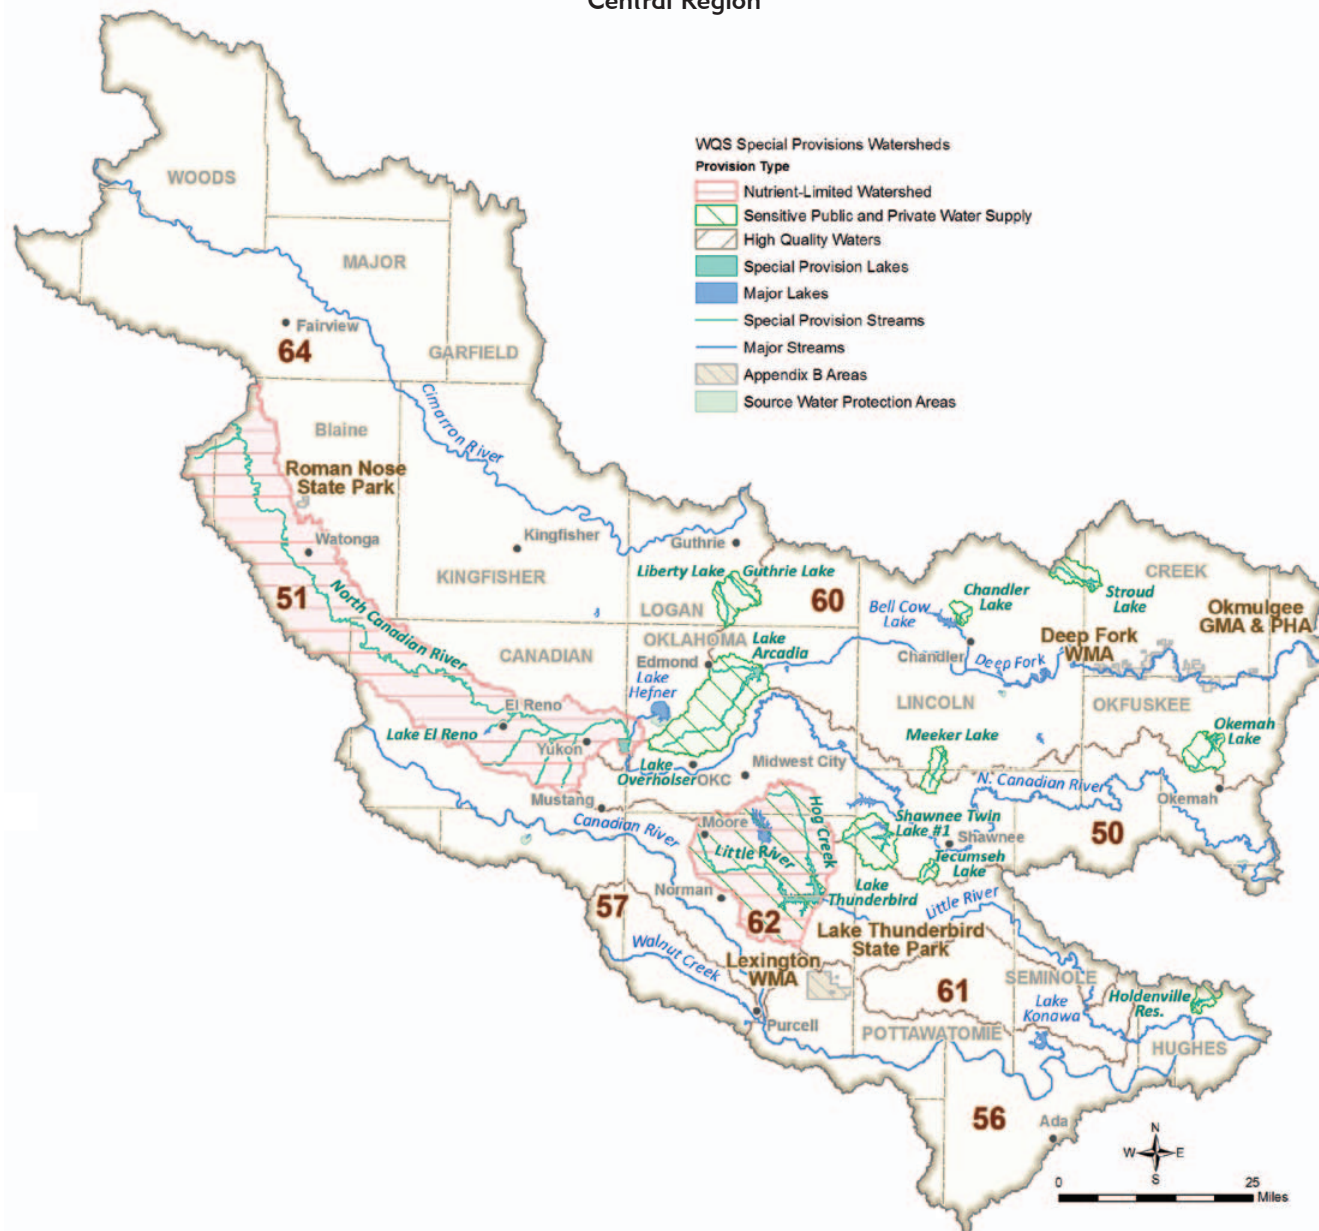 Central Region
WQS Special Provisions Watersheds
Provision Type
Nutrient-Limited Watershed
Sensitive Public and Private Water Supply
High Quality Waters
Special Provision Lakes
Major Lakes
Special Provision Streams
Major Streams
Appendix B Areas
Source Water Protection Areas
WOODS
MAJOR
Fairview
64
GARFIELD
Cimarron River
Blaine
Roman Nose
State Park
Watonga
Kingfisher
KINGFISHER
51
North Canadian River
Guthrie
Liberty Lake
Guthrie Lake
LOGAN
60
OKLAHOMA
Lake
Arcadia
Edmond
Lake
Hefner
CANADIAN
El Reno
Lake El Reno
Yukon
Mustang
Lake
Overholser
OKC
Midwest City
Bell Cow
Lake
Chandler
Lake
Chandler
Deep Fork
Stroud
Lake
CREEK
Okmulgee
GMA & PHA
Deep Fork
WMA
LINCOLN
OKFUSKEE
Meeker Lake
Okemah
Lake
N. Canadian River
Okemah
50
Canadian River
Moore
Little River
Hog Creek
Shawnee Twin
Lake #1
Shawnee
Tecumseh
Lake
Lake
Thunderbird
Norman
57
62
Little River
Lake Thunderbird
State Park
Walnut Creek
Lexington
WMA
Purcell
61
SEMINOLE
Lake
Konawa
Holdenville
Res.
POTTAWATOMIE
HUGHES
56
Ada
N
W
E
S
0
25
Miles